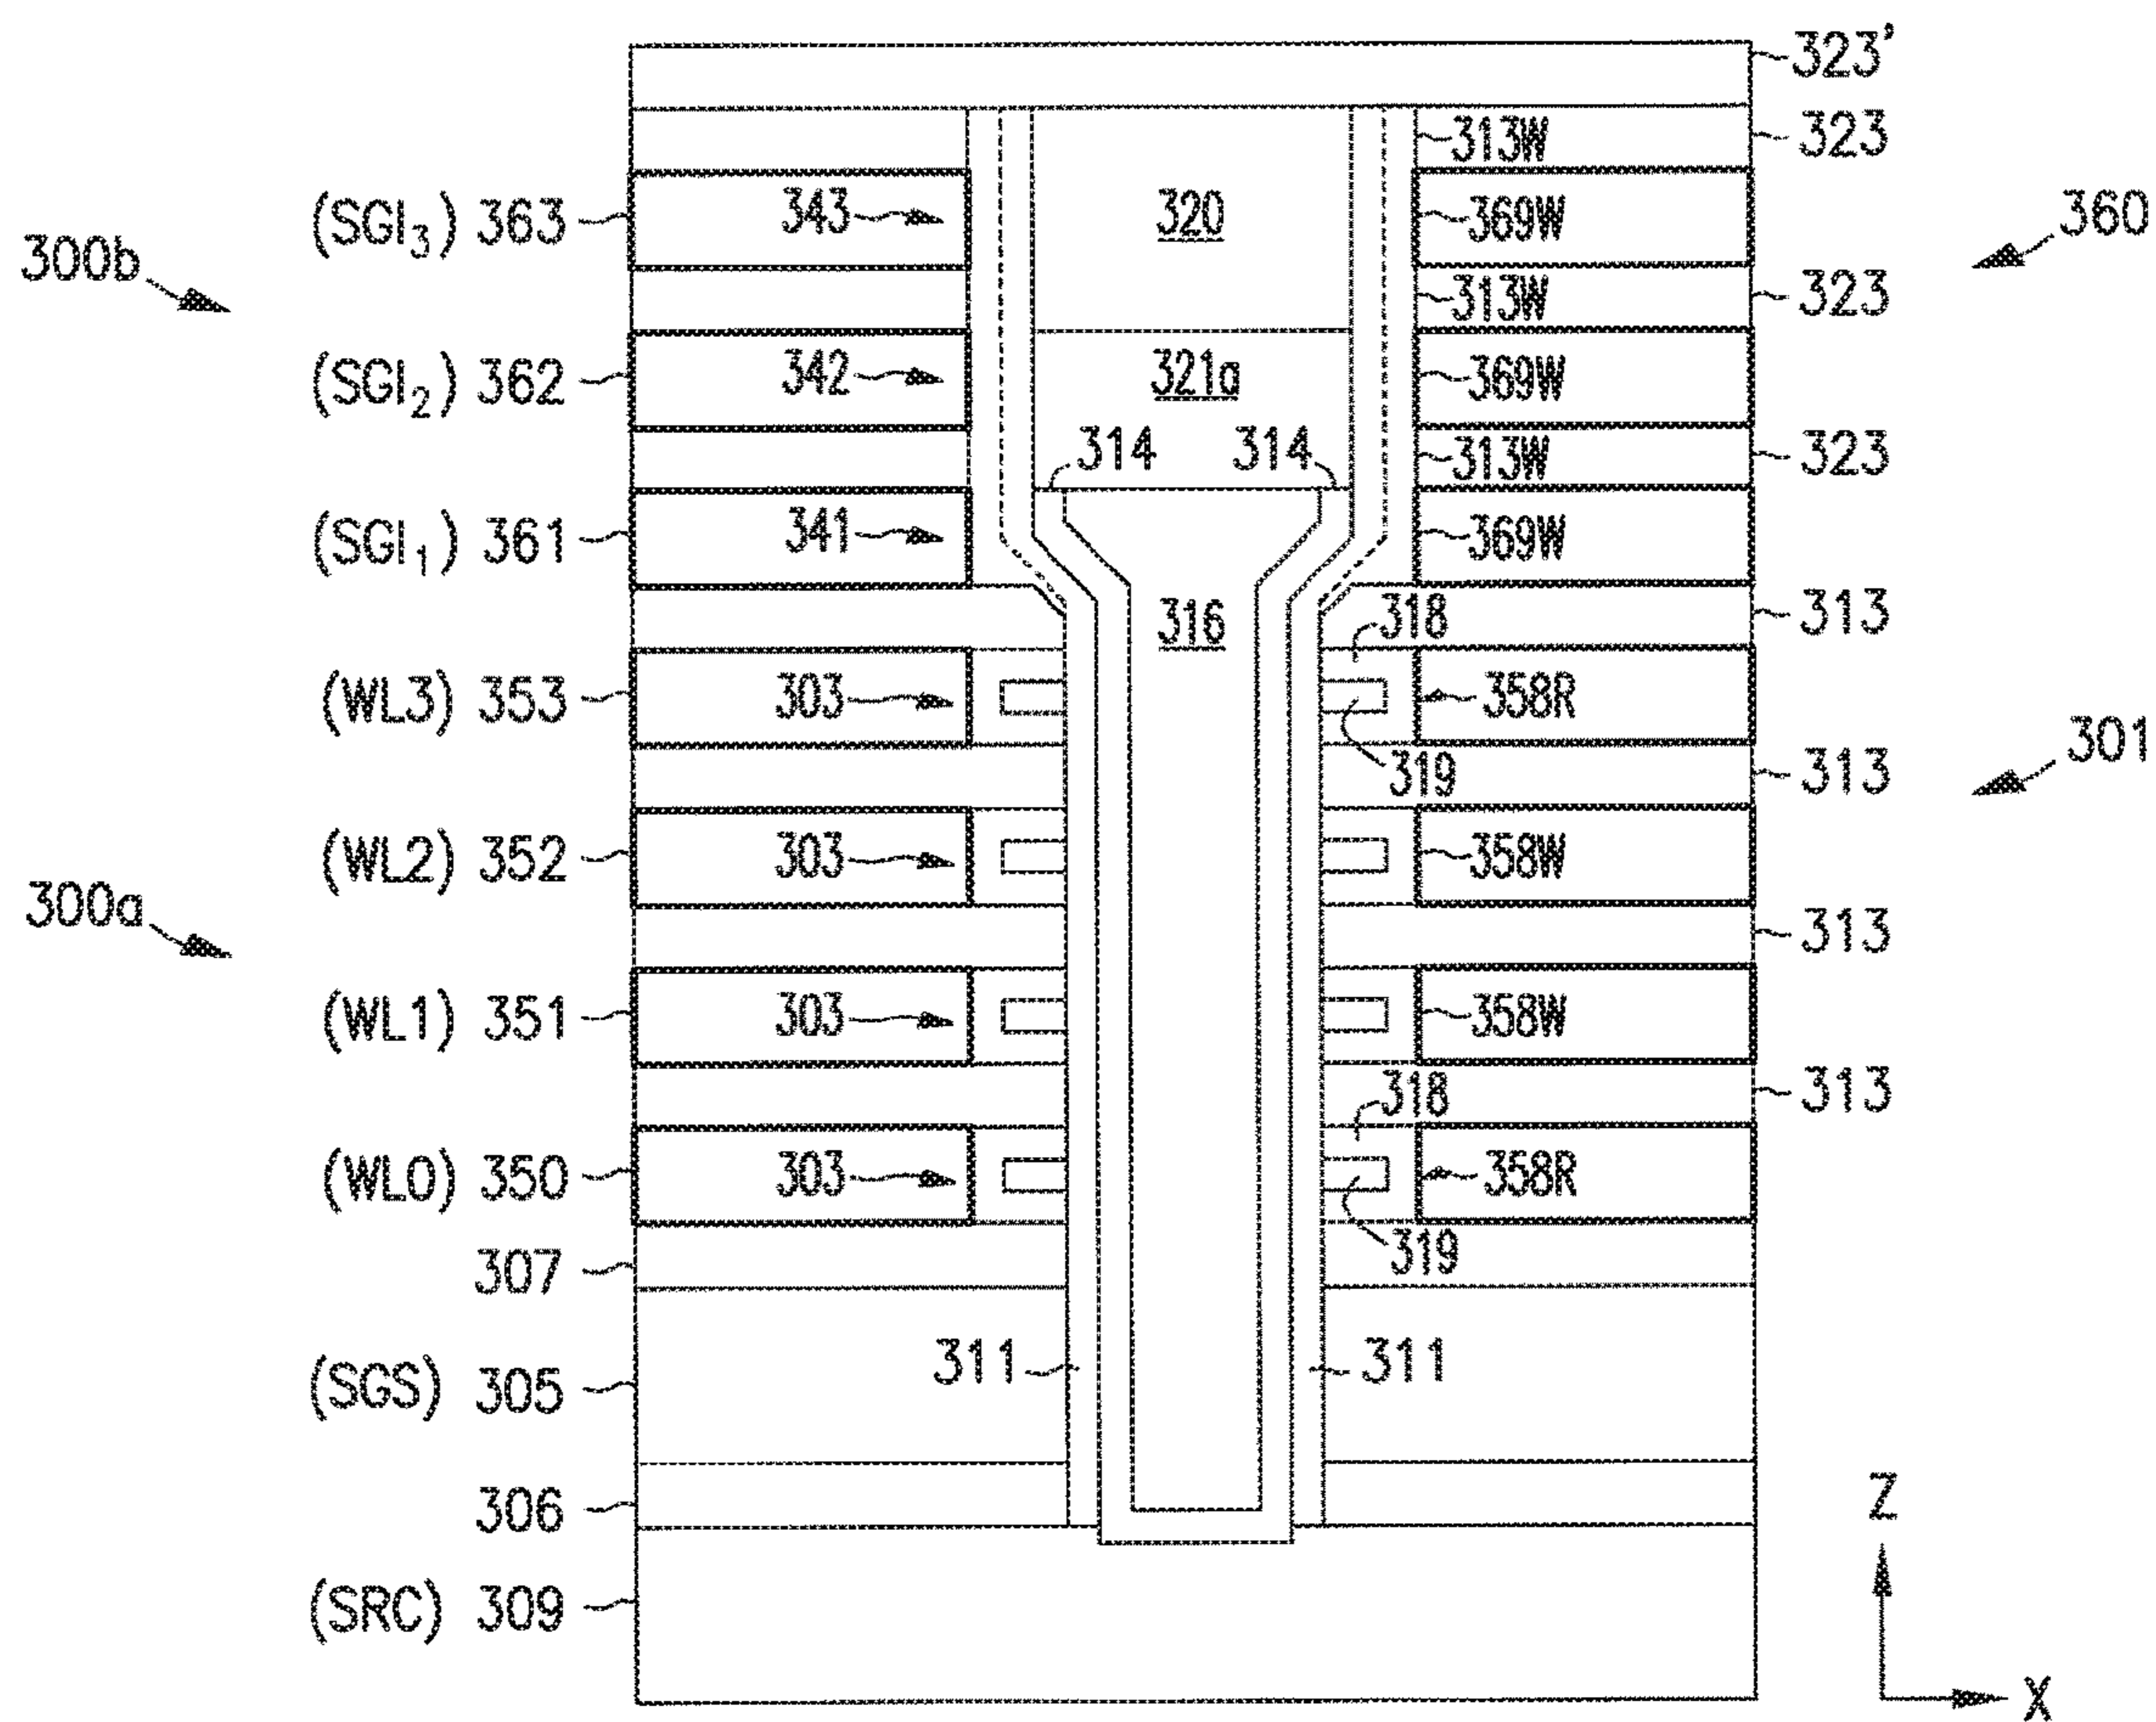 323'
313W 323
(SGI3) 363 343 320 369W 360
300b 313W 323
(SGI2) 362 342 321a 369W
314 314 313W 323
(SGI1) 361 341 369W
316 318 313
(WL3) 353 303 358R
319 313 301
(WL2) 352 303 358W
300a 313
(WL1) 351 303 358W
318 313
(WL0) 350 303 358R
307 319
(SGS) 305 311 311
306 Z
(SRC) 309
X